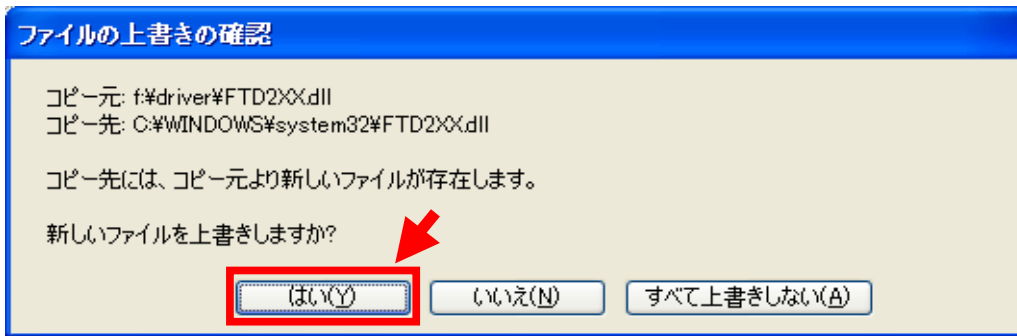 ファイルの上書きの確認
コピー元: f:¥driver¥FTD2XX.dll
コピー先: C:¥WINDOWS¥system32¥FTD2XX.dll
コピー先には、コピー元より新しいファイルが存在します。
新しいファイルを上書きしますか?
はい(Y) いいえ(N) すべて上書きしない(A)